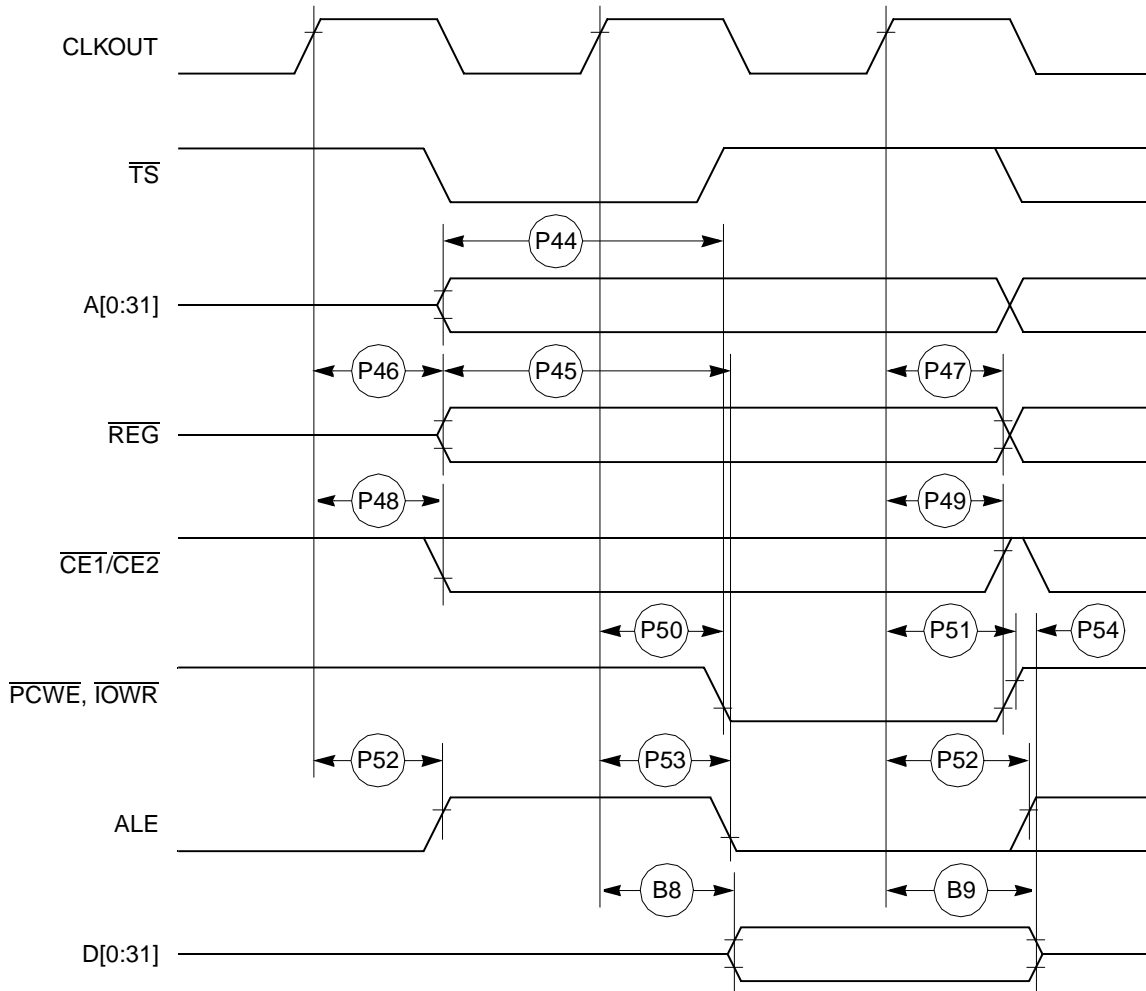 CLKOUT
TS
P44
A[0:31]
P46 P45 P47
REG
P48 P49
CE1/CE2
P50 P51 P54
PCWE, IOWR
P52 P53 P52
ALE
B8 B9
D[0:31]